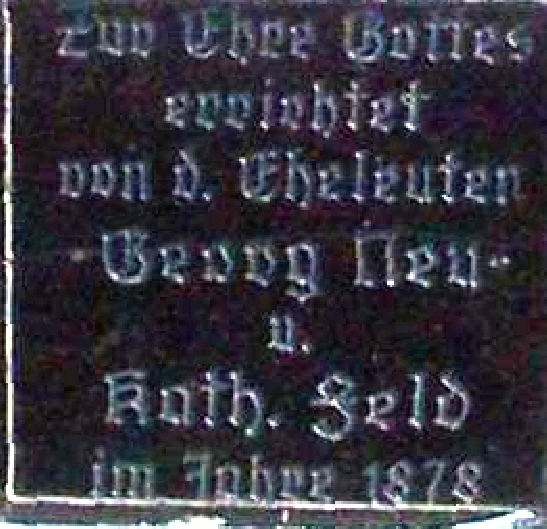 Zur Ehre Gottes
errichtet
von d. Eheleuten
Georg Neu
u.
Kath. Feld
im Jahre 1878